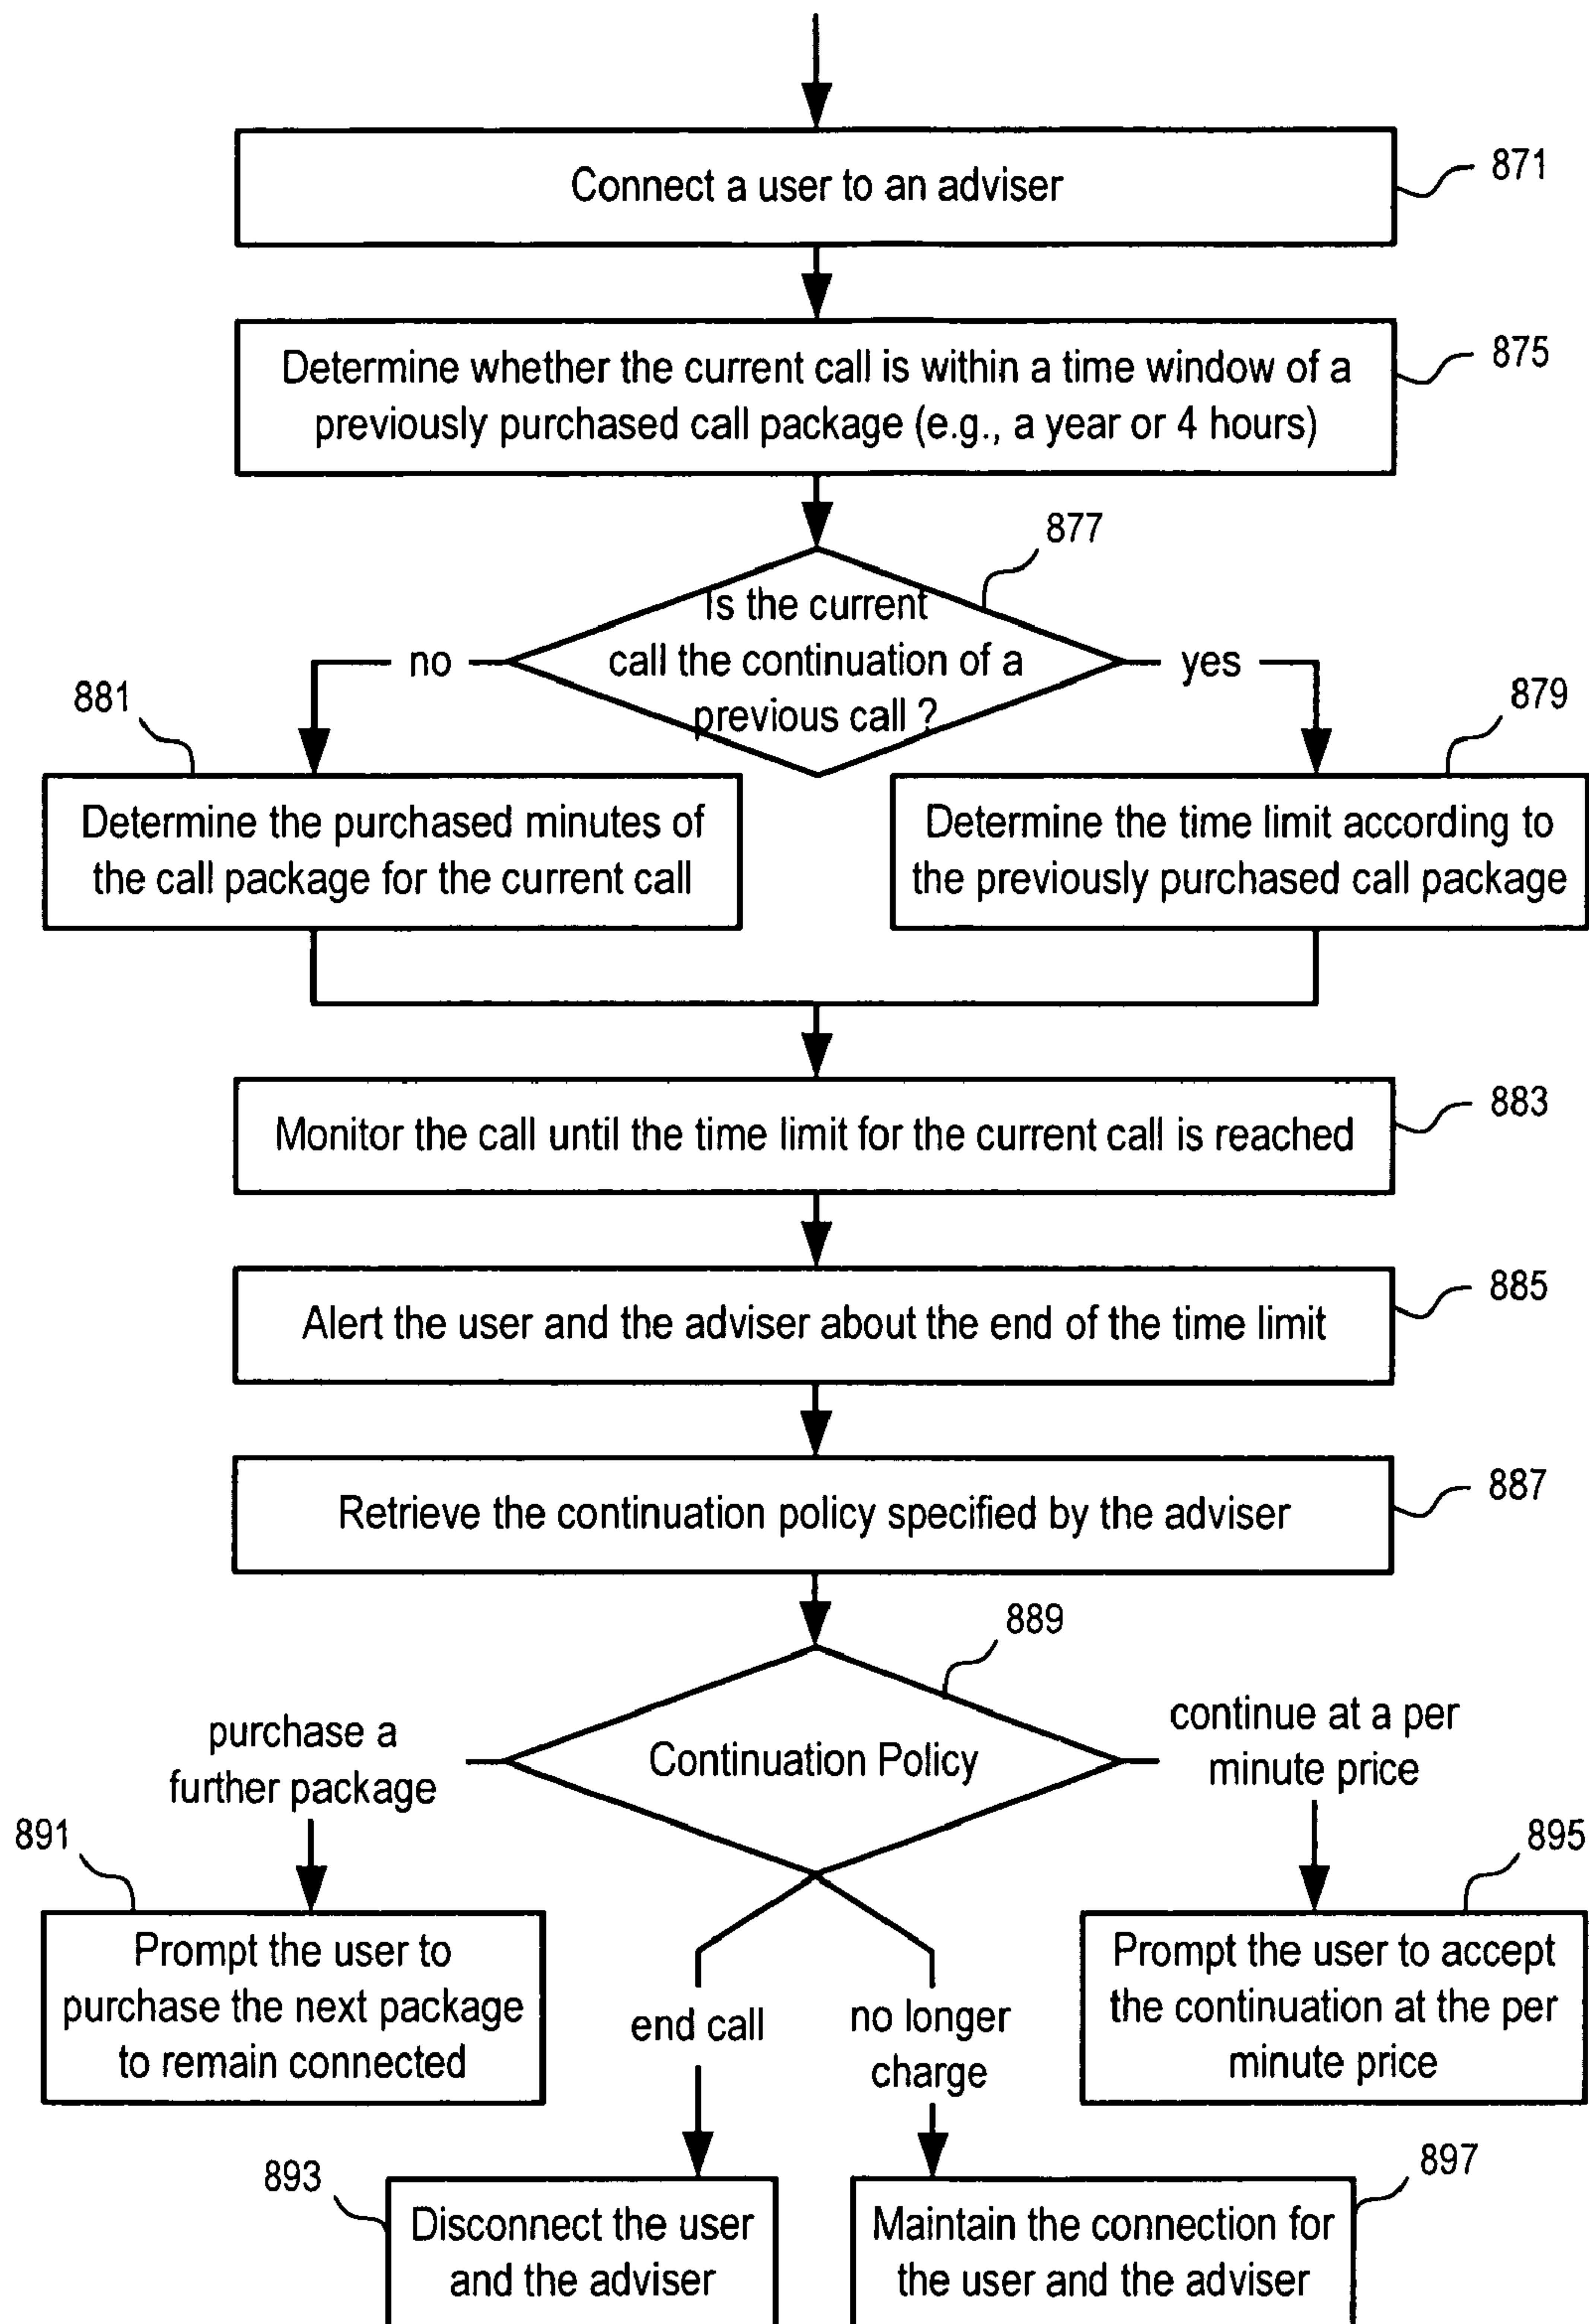 Connect a user to an adviser
871
Determine whether the current call is within a time window of a
previously purchased call package (e.g., a year or 4 hours)
875
877
Is the current
call the continuation of a
previous call ?
no
yes
881
879
Determine the purchased minutes of
the call package for the current call
Determine the time limit according to
the previously purchased call package
Monitor the call until the time limit for the current call is reached
883
Alert the user and the adviser about the end of the time limit
885
Retrieve the continuation policy specified by the adviser
887
889
Continuation Policy
purchase a
further package
continue at a per
minute price
891
895
Prompt the user to
purchase the next package
to remain connected
Prompt the user to accept
the continuation at the per
minute price
end call
no longer
charge
893
897
Disconnect the user
and the adviser
Maintain the connection for
the user and the adviser